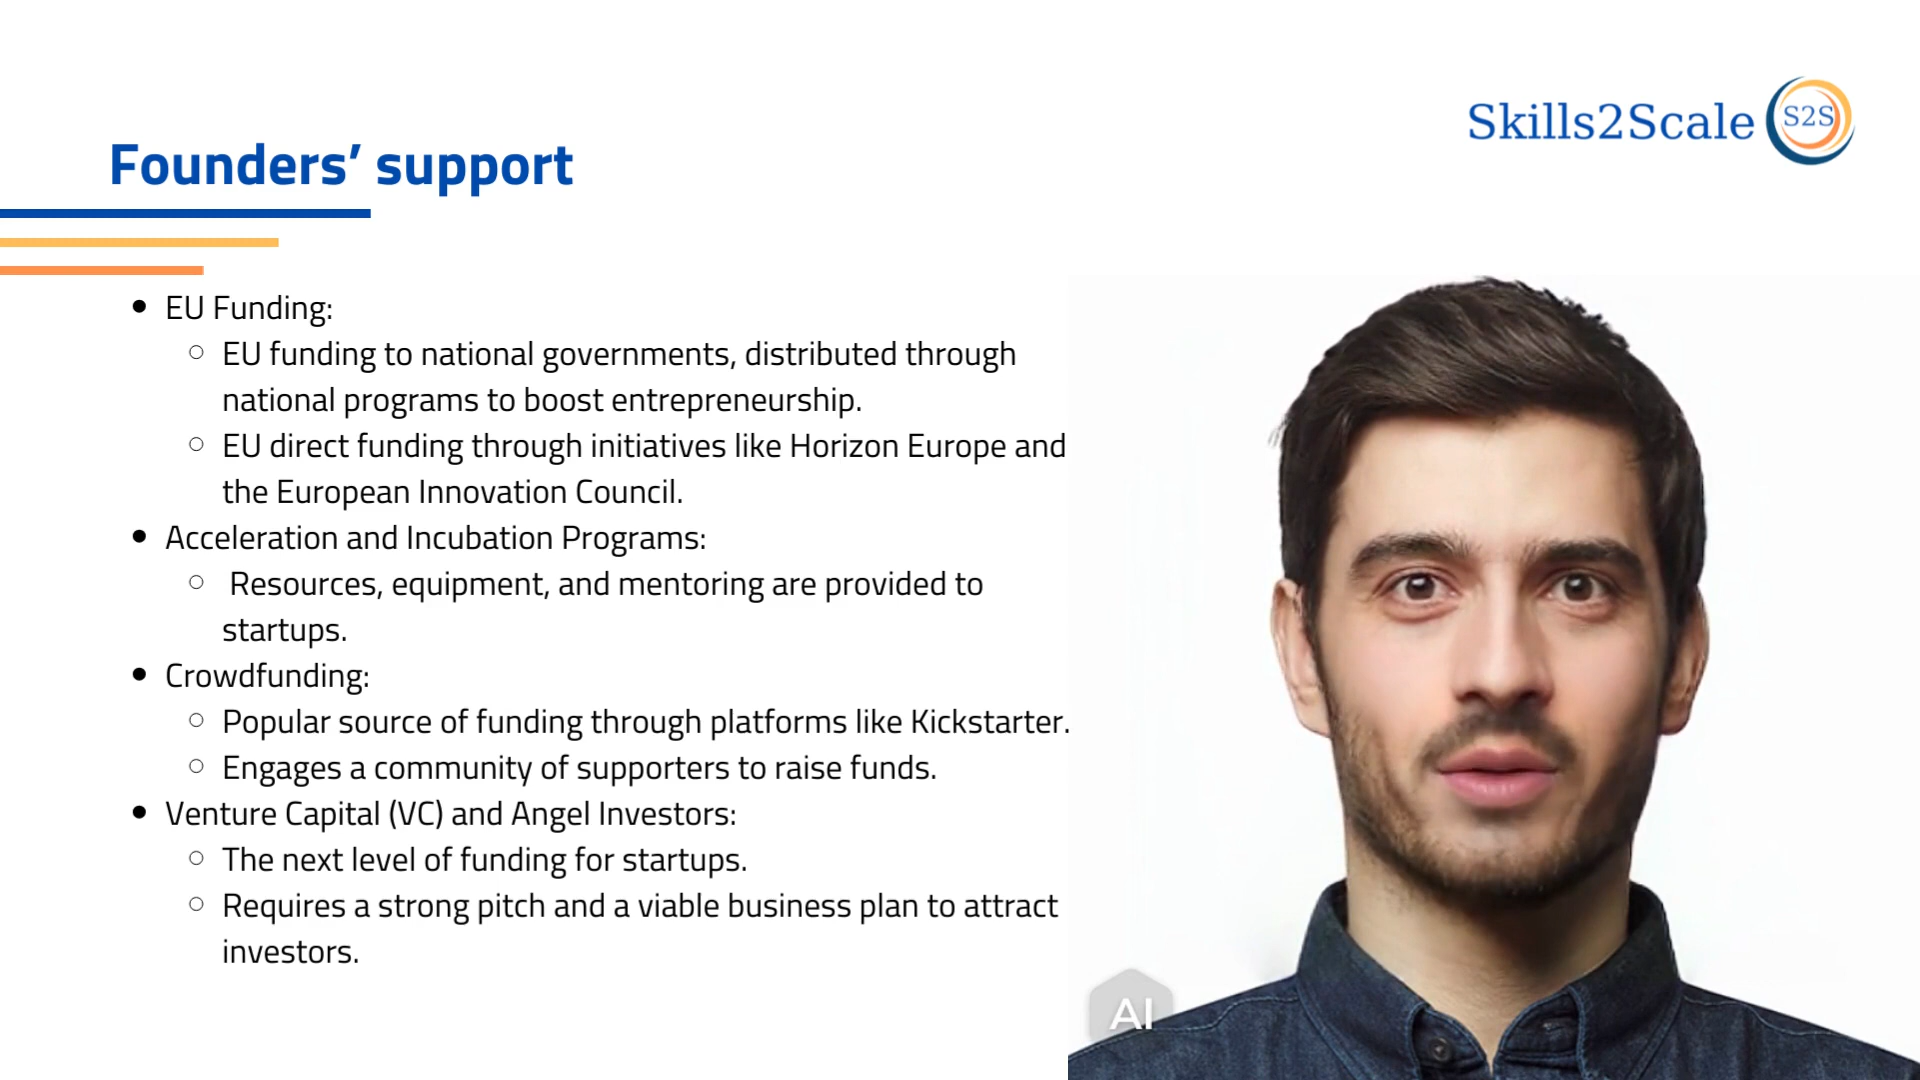 Skills2Scale
S2S
Founders’ support
• EU Funding:
○ EU funding to national governments, distributed through
national programs to boost entrepreneurship.
○ EU direct funding through initiatives like Horizon Europe and
the European Innovation Council.
• Acceleration and Incubation Programs:
○ Resources, equipment, and mentoring are provided to
startups.
• Crowdfunding:
○ Popular source of funding through platforms like Kickstarter.
○ Engages a community of supporters to raise funds.
• Venture Capital (VC) and Angel Investors:
○ The next level of funding for startups.
○ Requires a strong pitch and a viable business plan to attract
investors.
AI